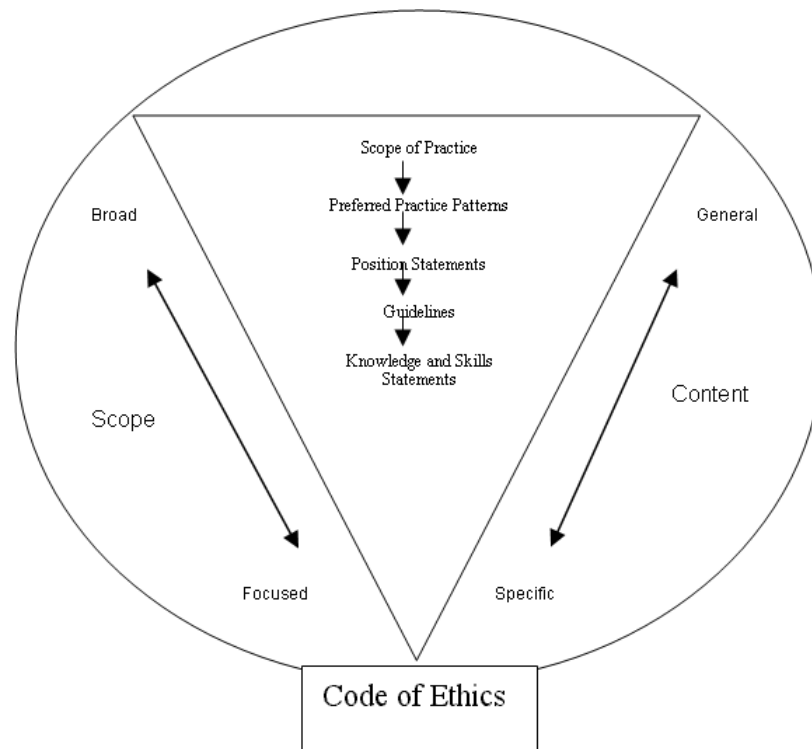 Scope of Practice
Preferred Practice Patterns
Broad
General
Position Statements
Guidelines
Knowledge and Skills
Statements
Scope
Content
Focused
Specific
Code of Ethics